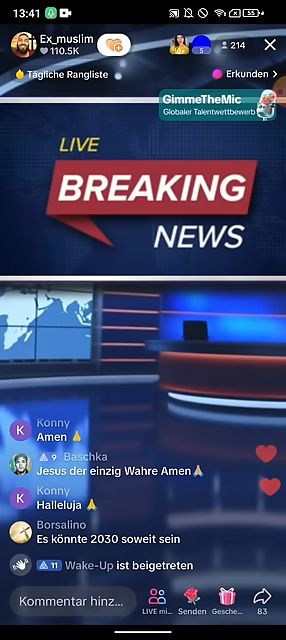 13:41
55
Ex_muslim
110.5K
5
214
Tägliche Rangliste
Erkunden
GimmeTheMic
Globaler Talentwettbewerb
LIVE
BREAKING
NEWS
Konny
Amen 🙏
9 Baschka
Jesus der einzig Wahre Amen🙏
Konny
Halleluja 🙏
Borsalino
Es könnte 2030 soweit sein
11 Wake-Up ist beigetreten
Kommentar hinz...
LIVE mi...
Senden
Gesche...
83